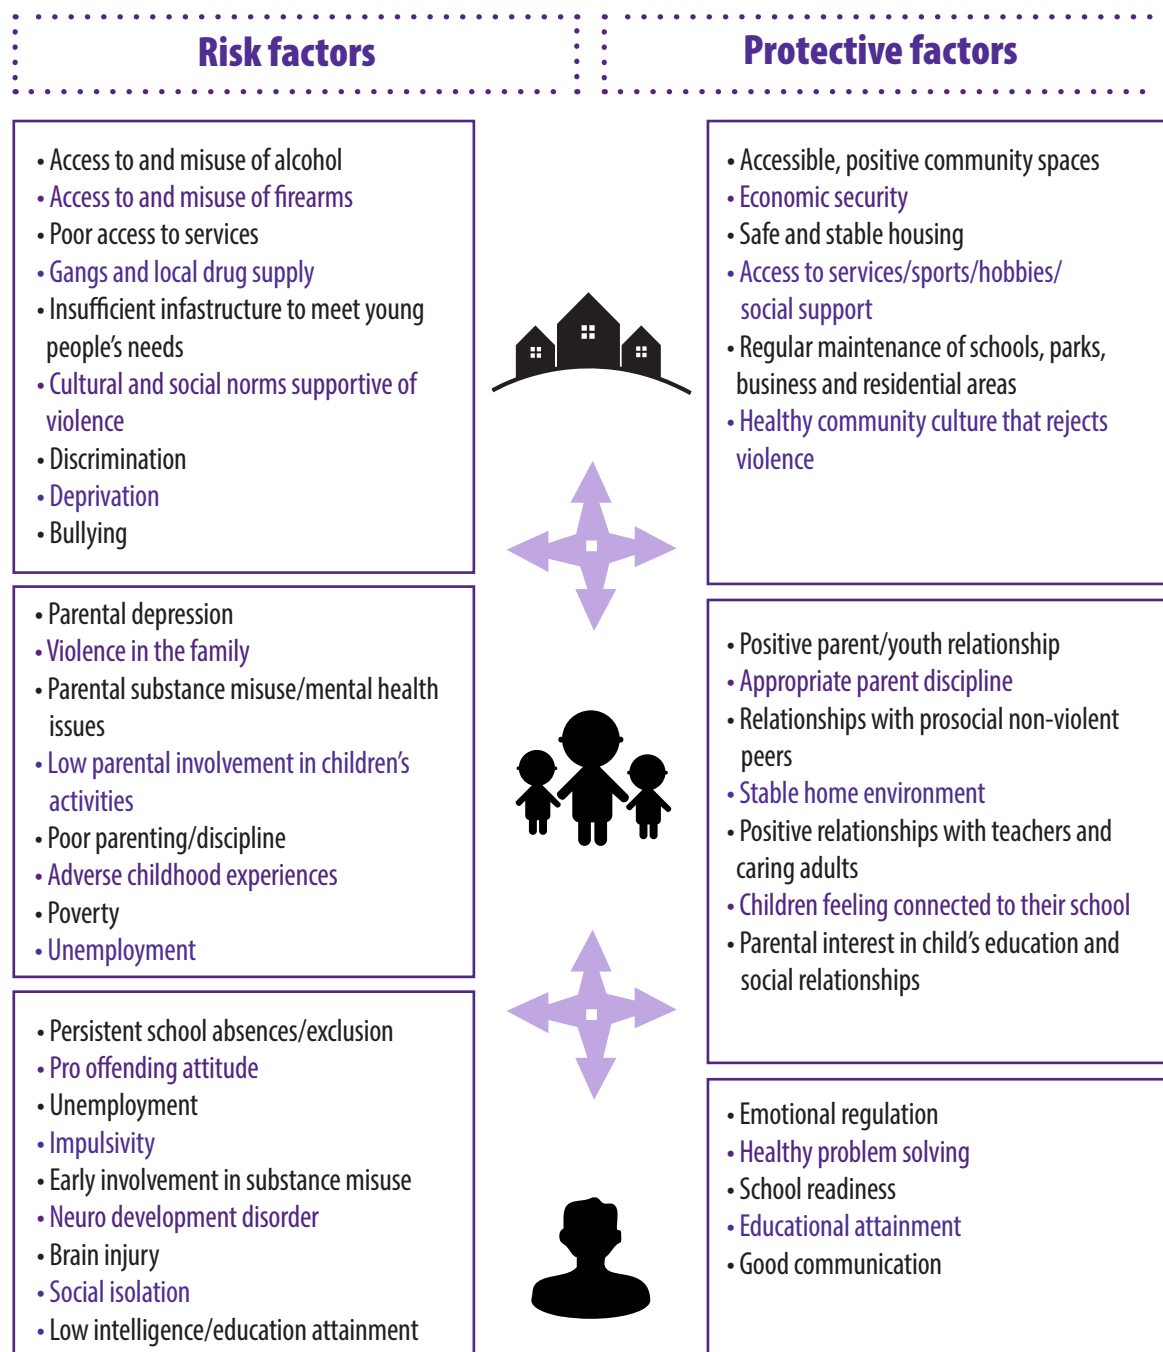 Risk factors
Protective factors
• Access to and misuse of alcohol
• Access to and misuse of firearms
• Poor access to services
• Gangs and local drug supply
• Insufficient infastructure to meet young
people's needs
• Cultural and social norms supportive of
violence
• Discrimination
• Deprivation
• Bullying
• Accessible, positive community spaces
• Economic security
• Safe and stable housing
• Access to services/sports/hobbies/
social support
• Regular maintenance of schools, parks,
business and residential areas
• Healthy community culture that rejects
violence
• Parental depression
• Violence in the family
• Parental substance misuse/mental health
issues
• Low parental involvement in children's
activities
• Poor parenting/discipline
• Adverse childhood experiences
• Poverty
• Unemployment
• Positive parent/youth relationship
• Appropriate parent discipline
• Relationships with prosocial non-violent
peers
• Stable home environment
• Positive relationships with teachers and
caring adults
• Children feeling connected to their school
• Parental interest in child's education and
social relationships
• Persistent school absences/exclusion
• Pro offending attitude
• Unemployment
• Impulsivity
• Early involvement in substance misuse
• Neuro development disorder
• Brain injury
• Social isolation
• Low intelligence/education attainment
• Emotional regulation
• Healthy problem solving
• School readiness
• Educational attainment
• Good communication